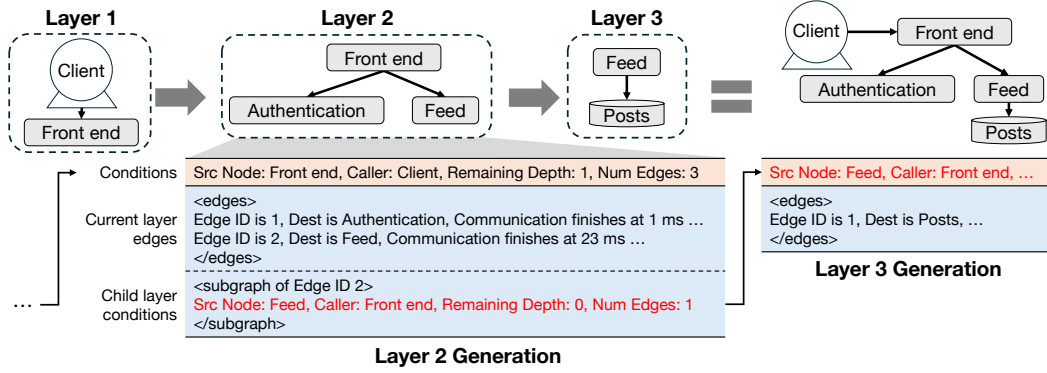 Layer 1
Layer 2
Layer 3
Client
Front end
Front end
Authentication
Feed
Feed
Posts
Client
Front end
Authentication
Feed
Posts
Conditions
Src Node: Front end, Caller: Client, Remaining Depth: 1, Num Edges: 3
Current layer
edges
<edges>
Edge ID is 1, Dest is Authentication, Communication finishes at 1 ms ...
Edge ID is 2, Dest is Feed, Communication finishes at 23 ms ...
</edges>
...
Child layer
conditions
<subgraph of Edge ID 2>
Src Node: Feed, Caller: Front end, Remaining Depth: 0, Num Edges: 1
</subgraph>
Layer 2 Generation
Src Node: Feed, Caller: Front end, ...
<edges>
Edge ID is 1, Dest is Posts, ...
</edges>
Layer 3 Generation